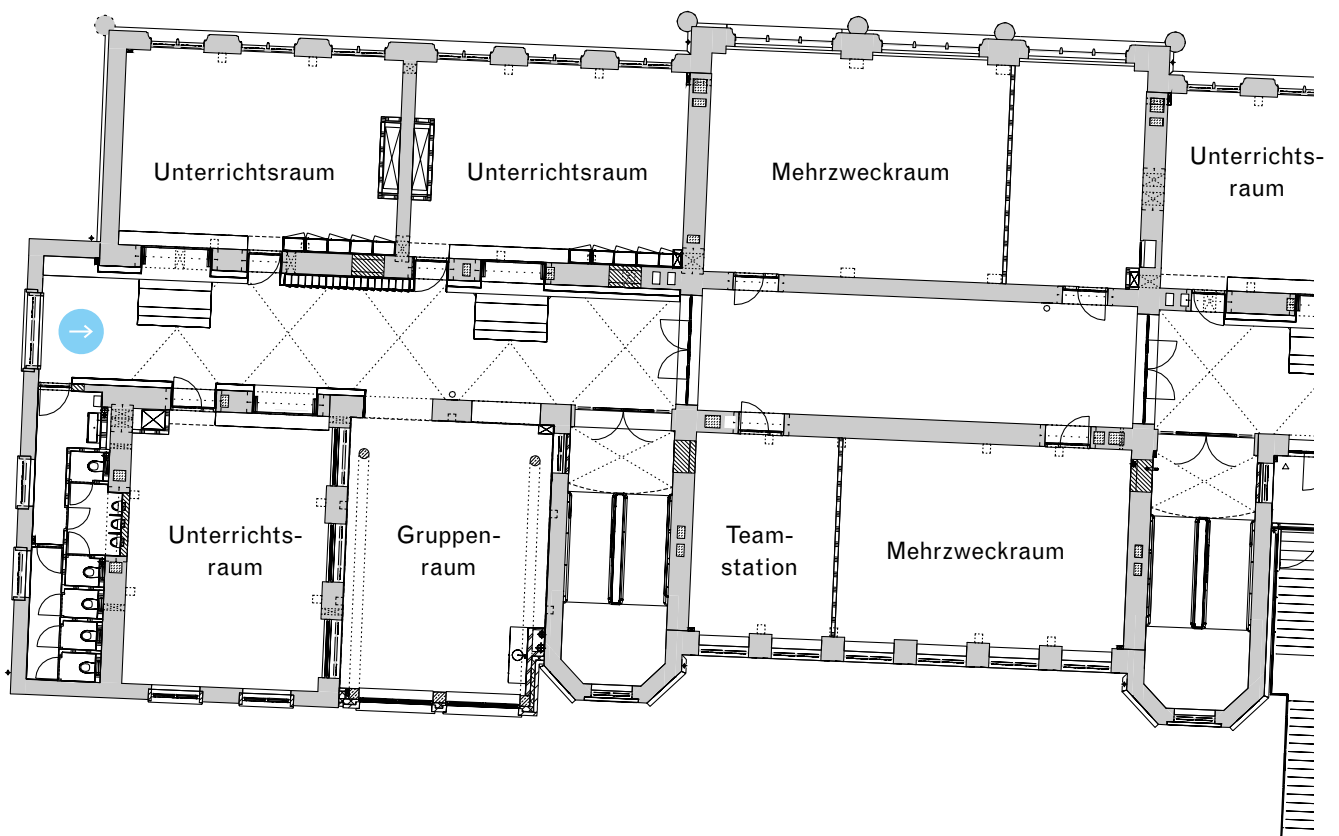 Unterrichtsraum
Unterrichtsraum
Mehrzweckraum
Unterrichts-
raum
Unterrichts-
raum
Gruppen-
raum
Team-
station
Mehrzweckraum